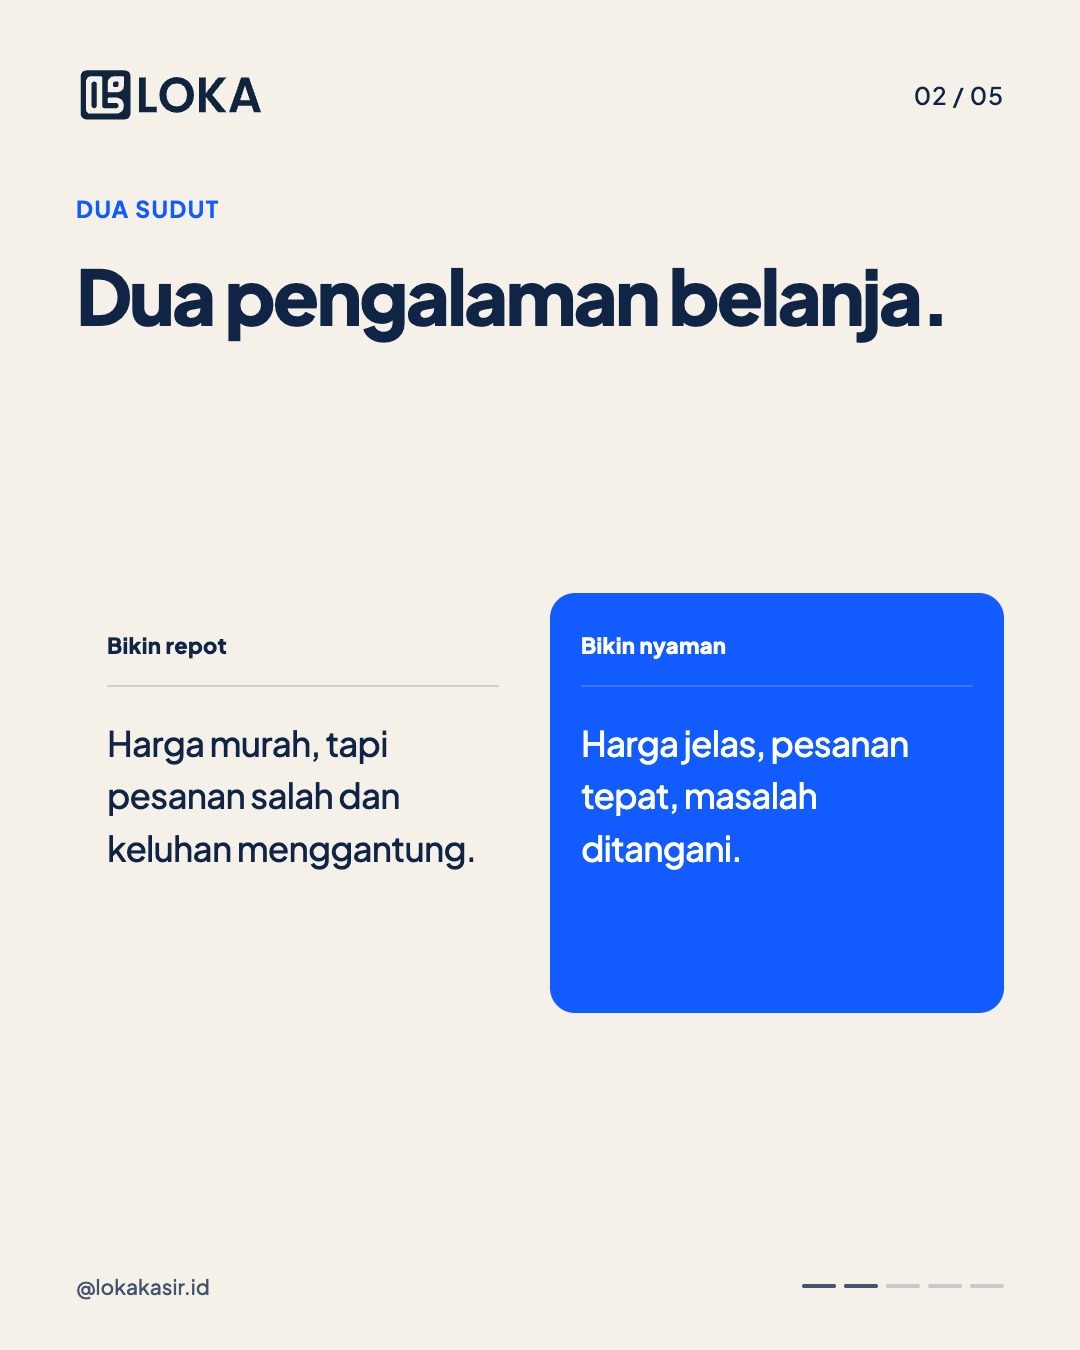 LOKA
02 / 05
DUA SUDUT
Dua pengalaman belanja.
Bikin repot
Harga murah, tapi
pesanan salah dan
keluhan menggantung.
Bikin nyaman
Harga jelas, pesanan
tepat, masalah
ditangani.
@lokakasir.id